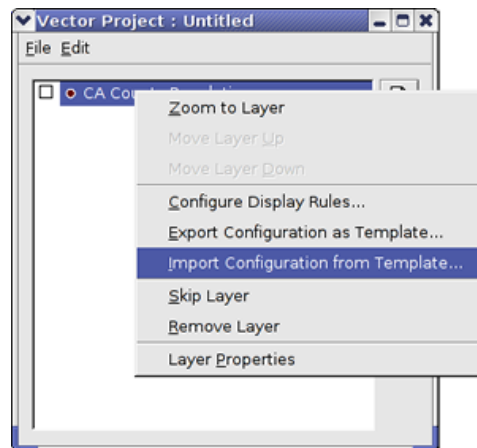 Vector Project : Untitled
File Edit
CA
Zoom to Layer
Move Layer Up
Move Layer Down
Configure Display Rules...
Export Configuration as Template...
Import Configuration from Template...
Skip Layer
Remove Layer
Layer Properties